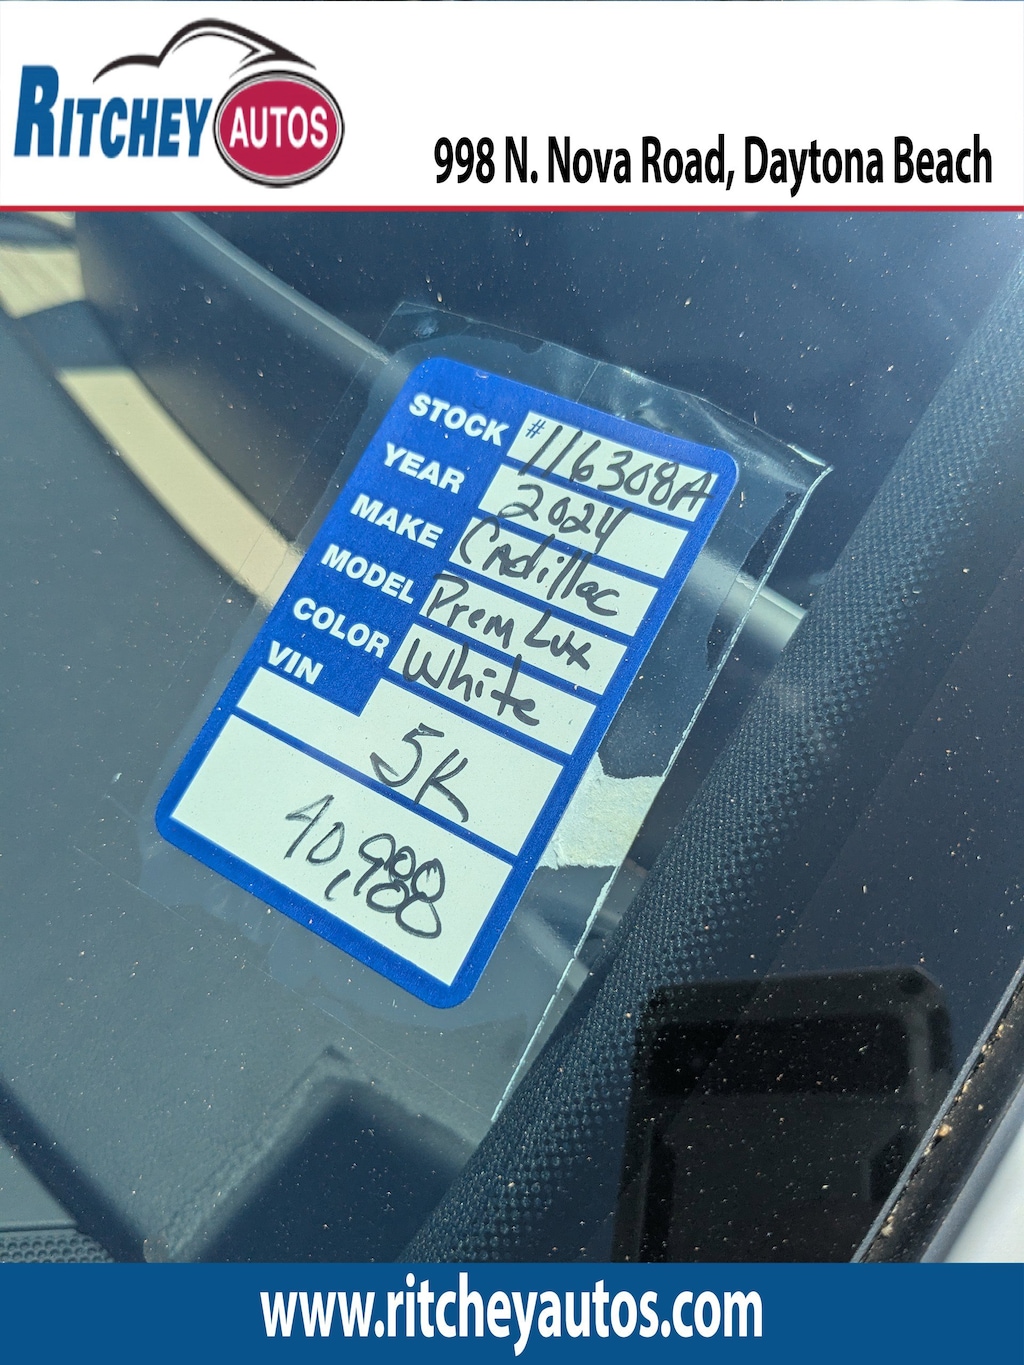 RITCHEY AUTOS
998 N. Nova Road, Daytona Beach
STOCK #116308A
YEAR 2024
MAKE Cadillac
MODEL Prem Lux
COLOR White
VIN
5K
40,988
www.ritcheyautos.com